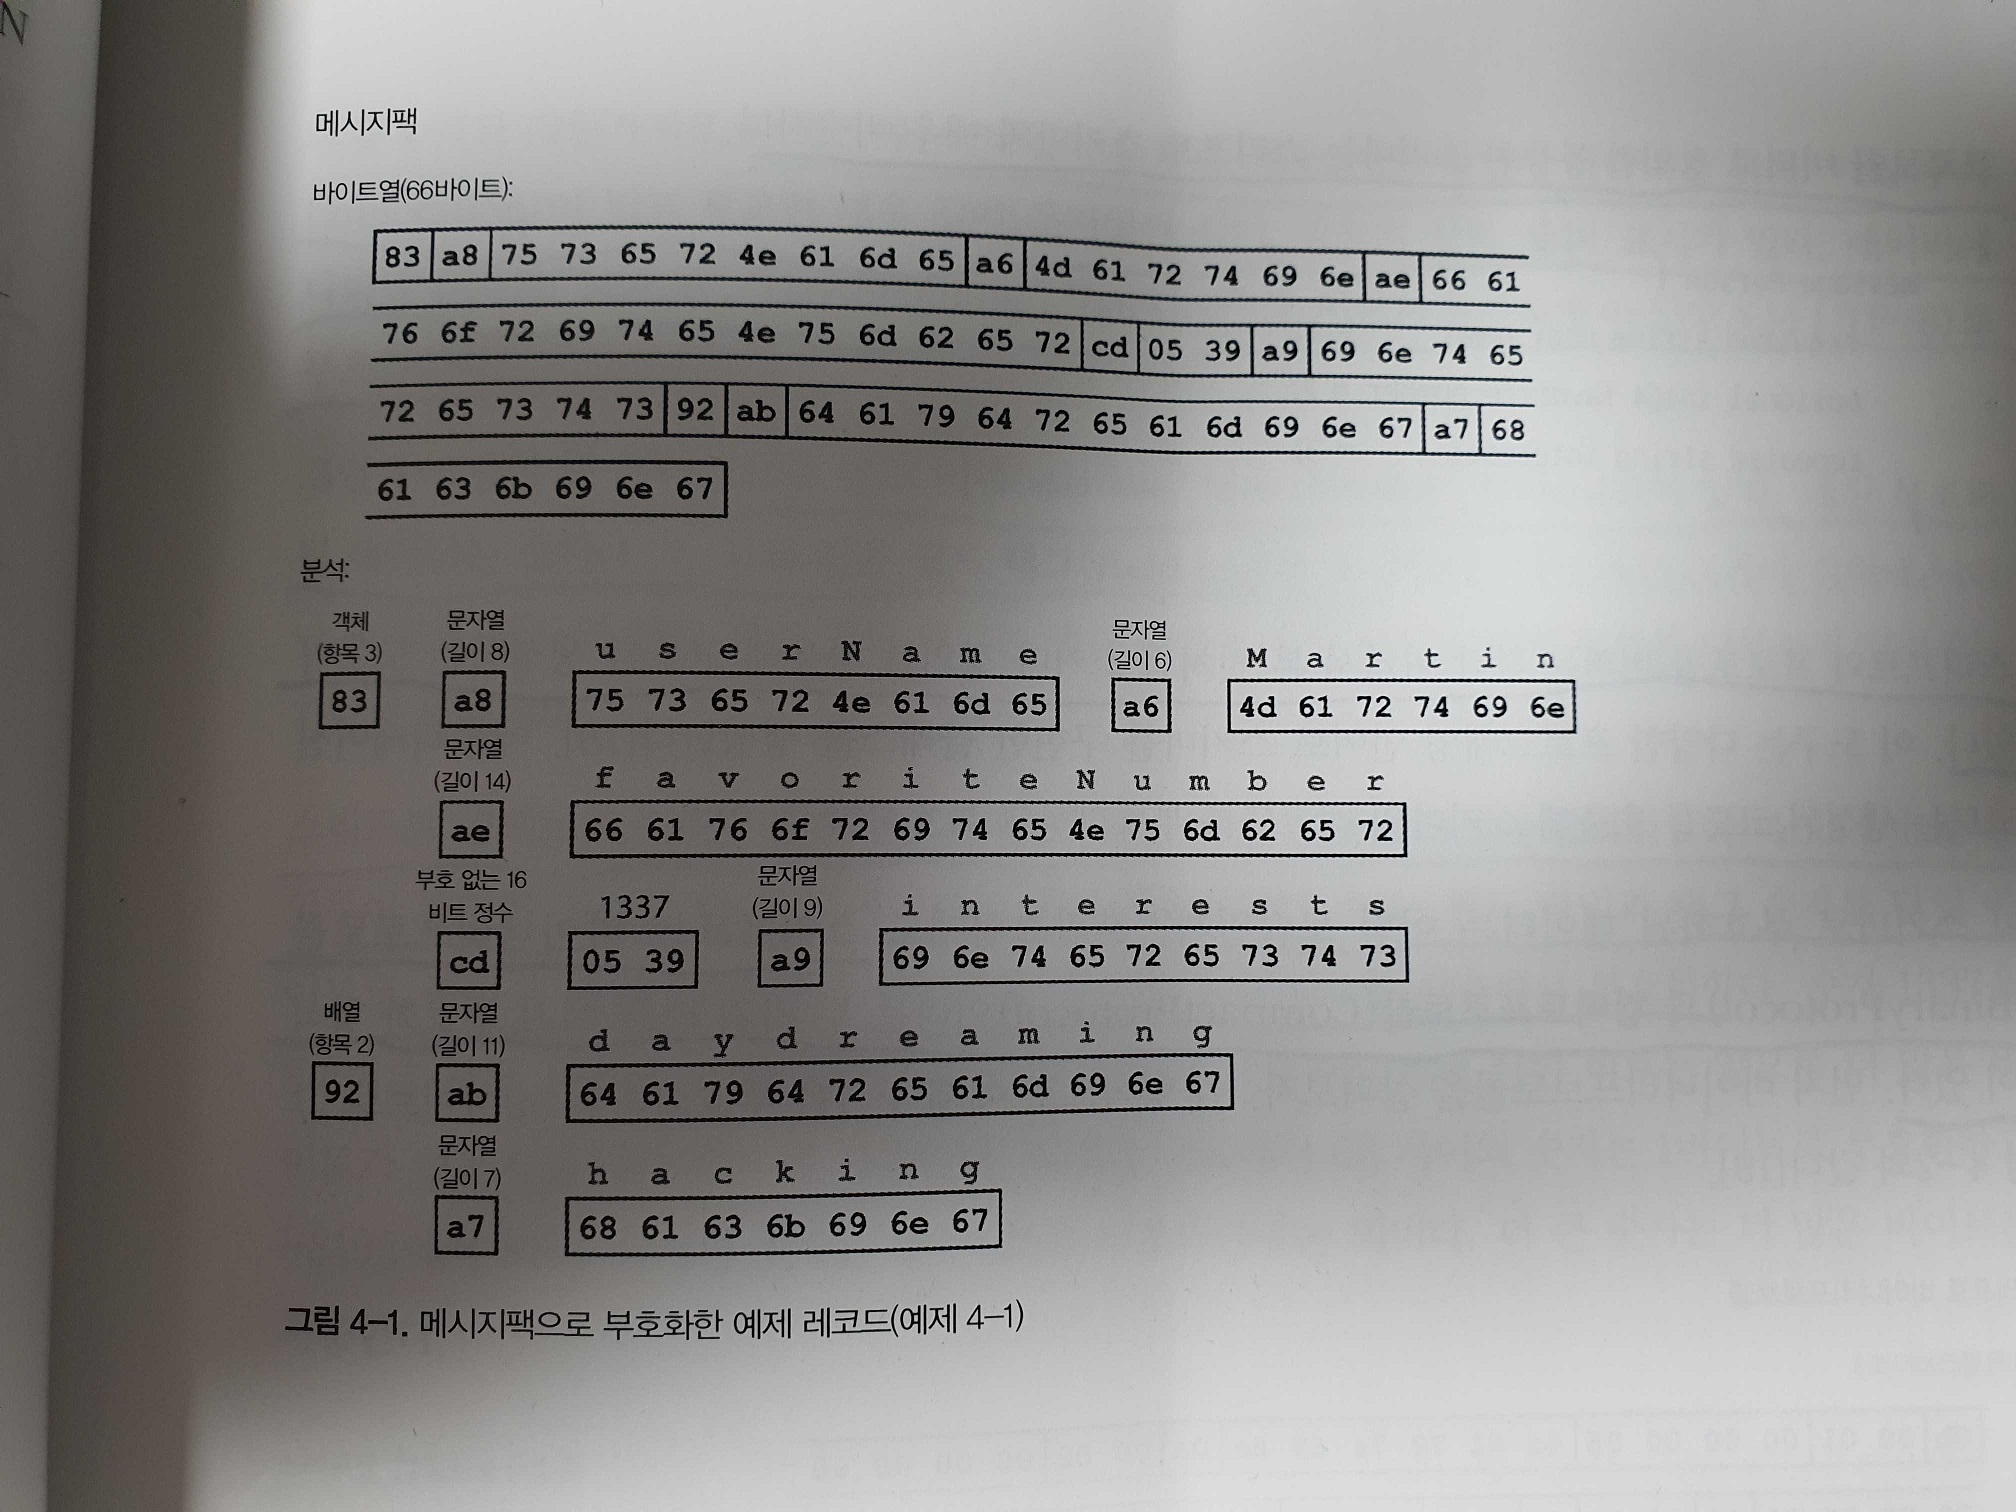 N
메시지팩
바이트열(66바이트):
83 a8 75 73 65 72 4e 61 6d 65 a6 4d 61 72 74 69 6e ae 66 61
76 6f 72 69 74 65 4e 75 6d 62 65 72 cd 05 39 a9 69 6e 74 65
72 65 73 74 73 92 ab 64 61 79 64 72 65 61 6d 69 6e 67 a7 68
61 63 6b 69 6e 67
분석:
객체 문자열 문자열
(항목 3) (길이 8) u s e r N a m e (길이 6) M a r t i n
83 a8 75 73 65 72 4e 61 6d 65 a6 4d 61 72 74 69 6e
문자열
(길이 14) f a v o r i t e N u m b e r
ae 66 61 76 6f 72 69 74 65 4e 75 6d 62 65 72
부호 없는 16 문자열
비트 정수 1337 (길이 9) i n t e r e s t s
cd 05 39 a9 69 6e 74 65 72 65 73 74 73
배열 문자열
(항목 2) (길이 11) d a y d r e a m i n g
92 ab 64 61 79 64 72 65 61 6d 69 6e 67
문자열
(길이 7) h a c k i n g
a7 68 61 63 6b 69 6e 67
그림 4–1. 메시지팩으로 부호화한 예제 레코드(예제 4–1)